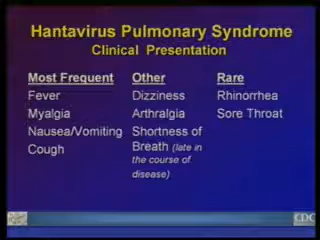 Hantavirus Pulmonary Syndrome
Clinical Presentation
Most Frequent
Fever
Myalgia
Nausea/Vomiting
Cough
Other
Dizziness
Arthralgia
Shortness of
Breath (late in
the course of
disease)
Rare
Rhinorrhea
Sore Throat
CDC